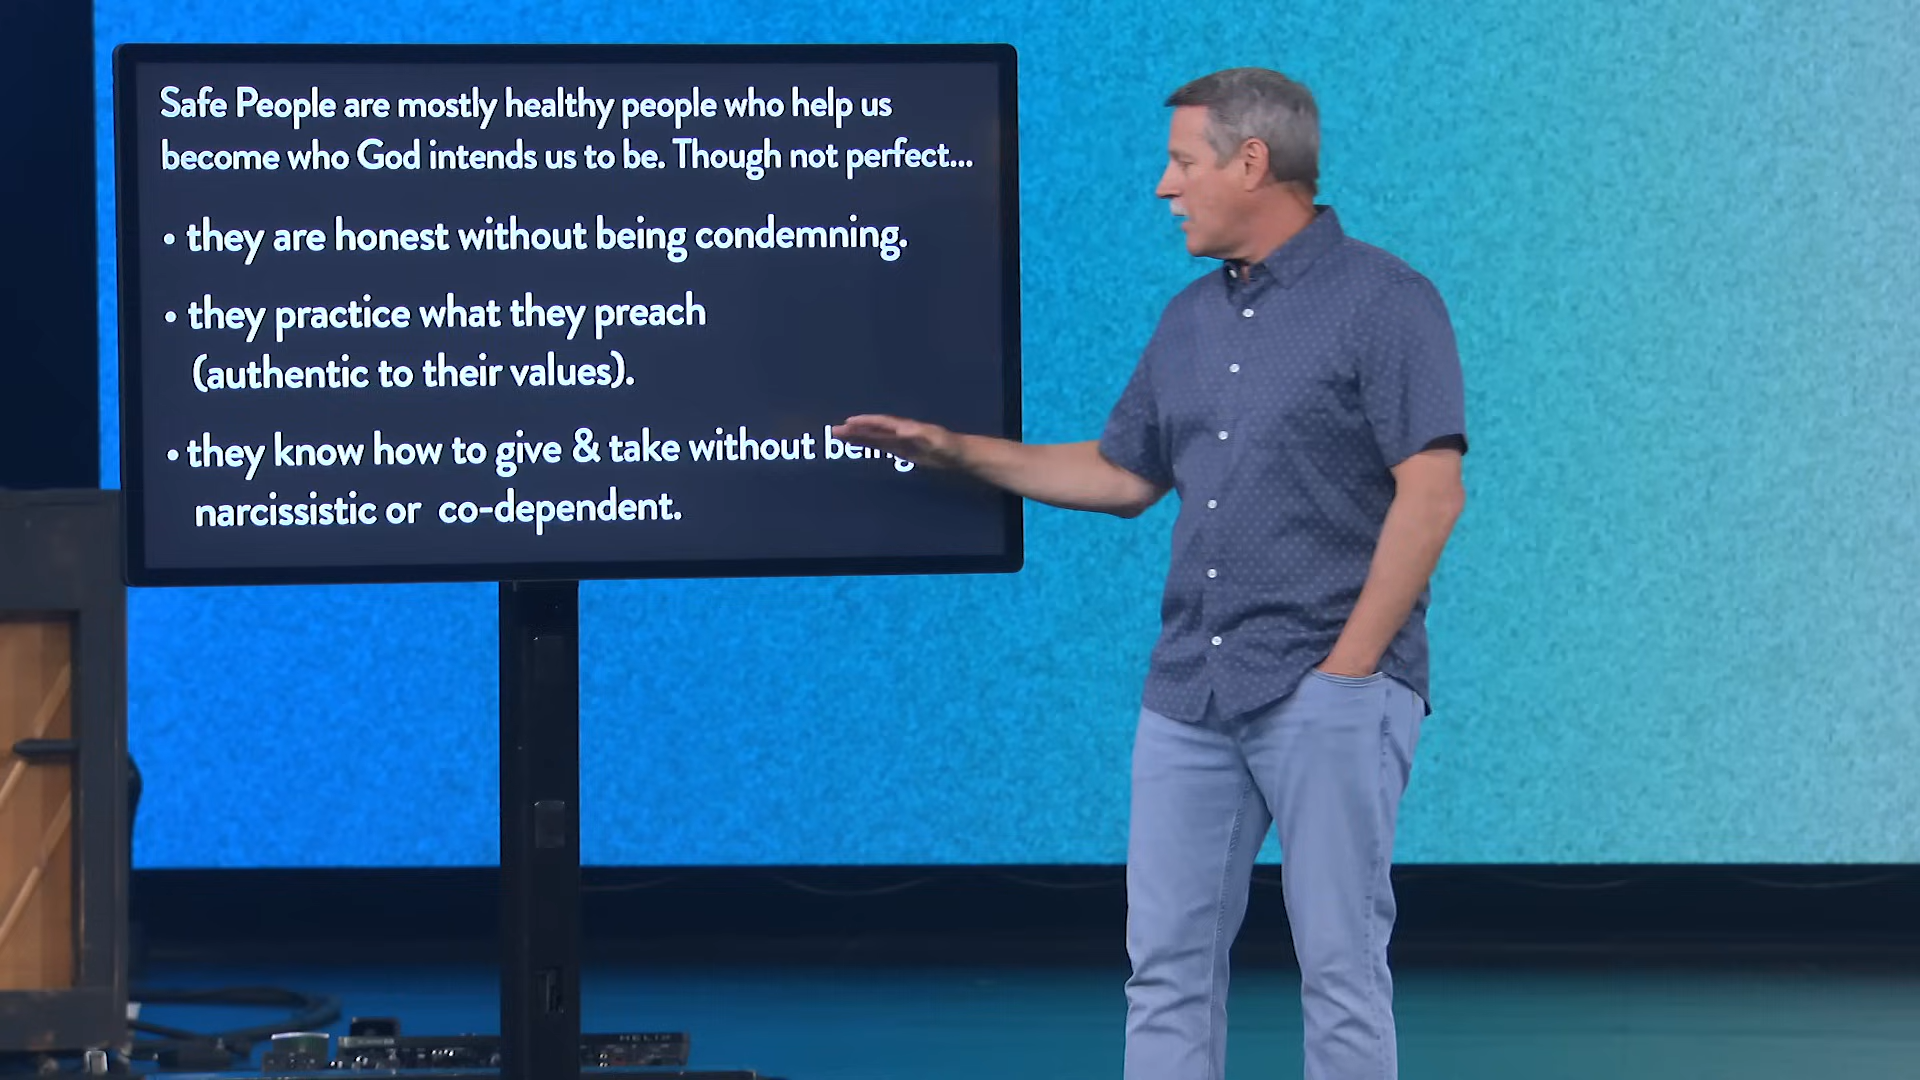 Safe People are mostly healthy people who help us
become who God intends us to be. Though not perfect...
• they are honest without being condemning.
• they practice what they preach
(authentic to their values).
• they know how to give & take without being
narcissistic or co-dependent.
HELIX